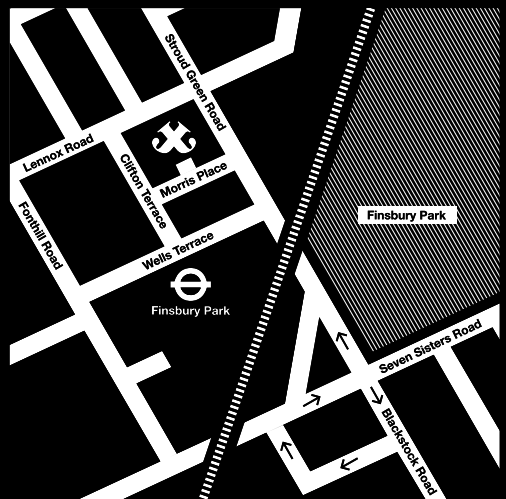 Stroud Green Road
Lennox Road
Clifton Terrace
Morris Place
Fonthill Road
Wells Terrace
Finsbury Park
Finsbury Park
Seven Sisters Road
Blackstock Road